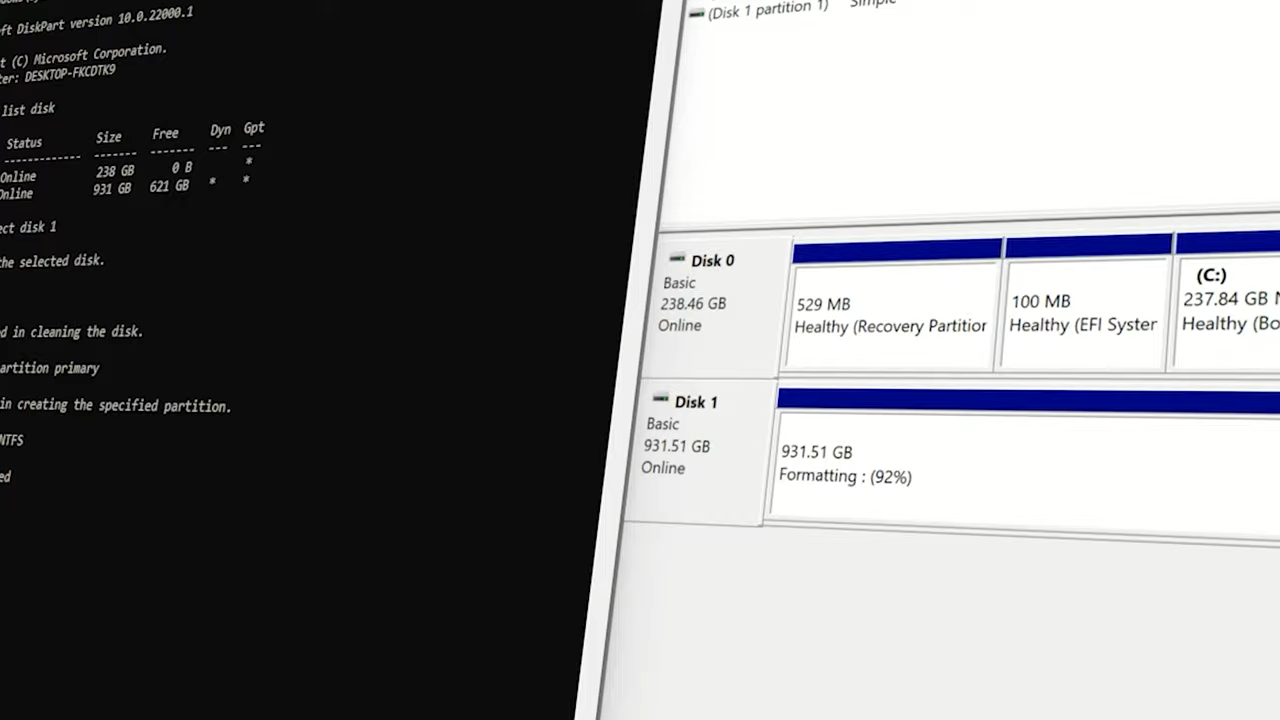 ft DiskPart version 10.0.22000.1
t (C) Microsoft Corporation.
ter: DESKTOP-FKCDTK9
list disk
Status Size Free Dyn Gpt
------------- ------- ------- --- ---
Online 238 GB 0 B *
Online 931 GB 621 GB * *
ect disk 1
the selected disk.
d in cleaning the disk.
artition primary
in creating the specified partition.
NTFS
ed
(Disk 1 partition 1) Simple
Disk 0
Basic
238.46 GB
Online
529 MB
Healthy (Recovery Partition
100 MB
Healthy (EFI System
(C:)
237.84 GB N
Healthy (Bo
Disk 1
Basic
931.51 GB
Online
931.51 GB
Formatting : (92%)